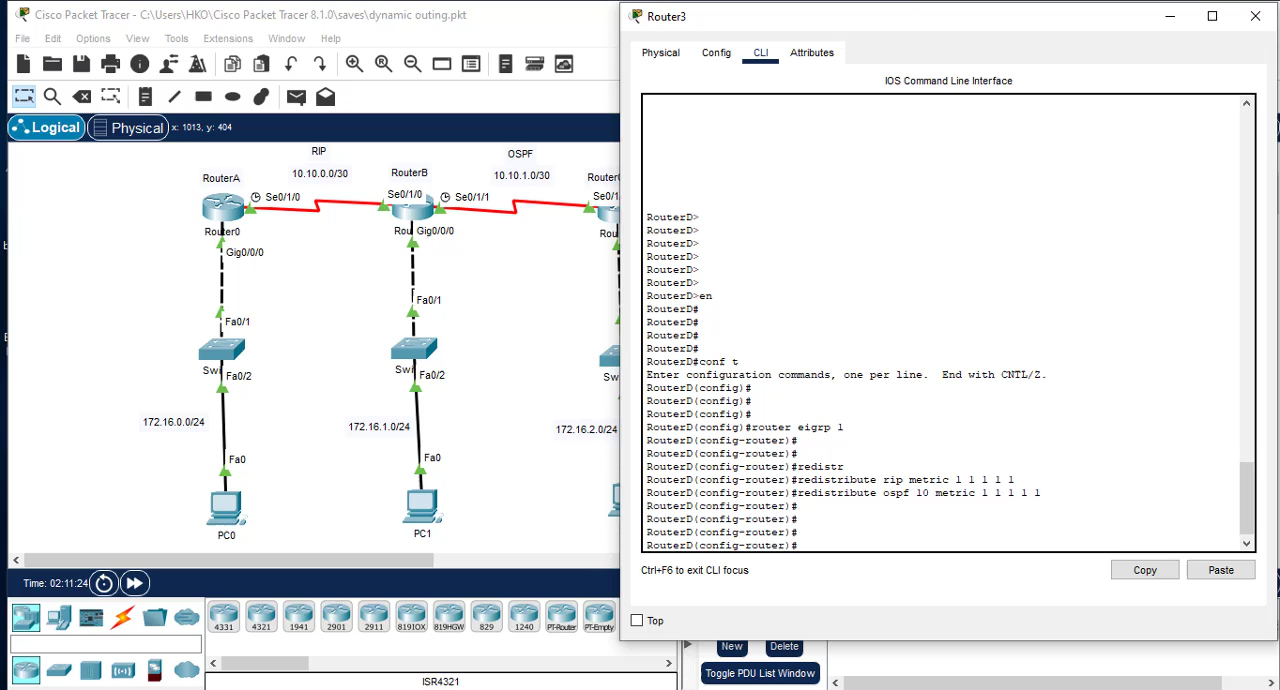 Cisco Packet Tracer - C:\Users\HKO\Cisco Packet Tracer 8.1.0\saves\dynamic outing.pkt
File Edit Options View Tools Extensions Window Help
Logical Physical x: 1013, y: 404
RIP
10.10.0.0/30
OSPF
10.10.1.0/30
RouterA
RouterB
Se0/1/0
Se0/1/0
Se0/1/1
Router0
Rou
Gig0/0/0
Gig0/0/0
Rou
Fa0/1
Fa0/1
Swi
Fa0/2
Swi
Fa0/2
Sw
172.16.0.0/24
172.16.1.0/24
172.16.2.0/24
Fa0
Fa0
PC0
PC1
Time: 02:11:24
4331 4321 1941 2901 2911 819IOX 819HGW 829 1240 PT-Router PT-Empty
ISR4321
New Delete
Toggle PDU List Window
Router3
Physical Config CLI Attributes
IOS Command Line Interface
RouterD>
RouterD>
RouterD>
RouterD>
RouterD>
RouterD>
RouterD>en
RouterD#
RouterD#
RouterD#
RouterD#
RouterD#conf t
Enter configuration commands, one per line. End with CNTL/Z.
RouterD(config)#
RouterD(config)#
RouterD(config)#
RouterD(config)#router eigrp 1
RouterD(config-router)#
RouterD(config-router)#
RouterD(config-router)#redistr
RouterD(config-router)#redistribute rip metric 1 1 1 1 1
RouterD(config-router)#redistribute ospf 10 metric 1 1 1 1 1
RouterD(config-router)#
RouterD(config-router)#
RouterD(config-router)#
RouterD(config-router)#
Ctrl+F6 to exit CLI focus
Copy Paste
Top